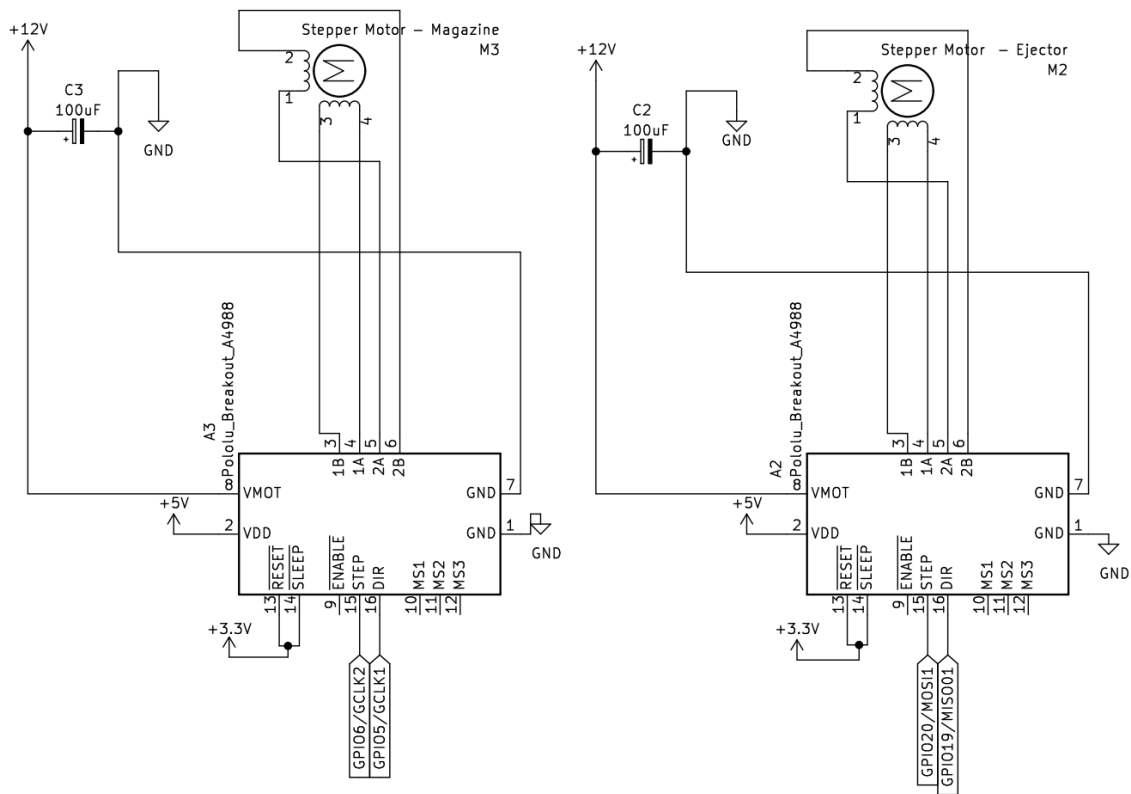 +12V
Stepper Motor – Magazine
M3
2
1
3
4
C3
100uF
+
GND
A3
Pololu_Breakout_A4988
3
4
5
6
1B
1A
2A
2B
8
VMOT
GND
7
+5V
2
VDD
GND
1
GND
RESET
SLEEP
ENABLE
STEP
DIR
MS1
MS2
MS3
13
14
9
15
16
10
11
12
+3.3V
GPIO6/GCLK2
GPIO5/GCLK1
+12V
Stepper Motor  – Ejector
M2
2
1
3
4
C2
100uF
+
GND
A2
Pololu_Breakout_A4988
3
4
5
6
1B
1A
2A
2B
8
VMOT
GND
7
+5V
2
VDD
GND
1
GND
RESET
SLEEP
ENABLE
STEP
DIR
MS1
MS2
MS3
13
14
9
15
16
10
11
12
+3.3V
GPIO20/MOSI1
GPIO19/MISO01